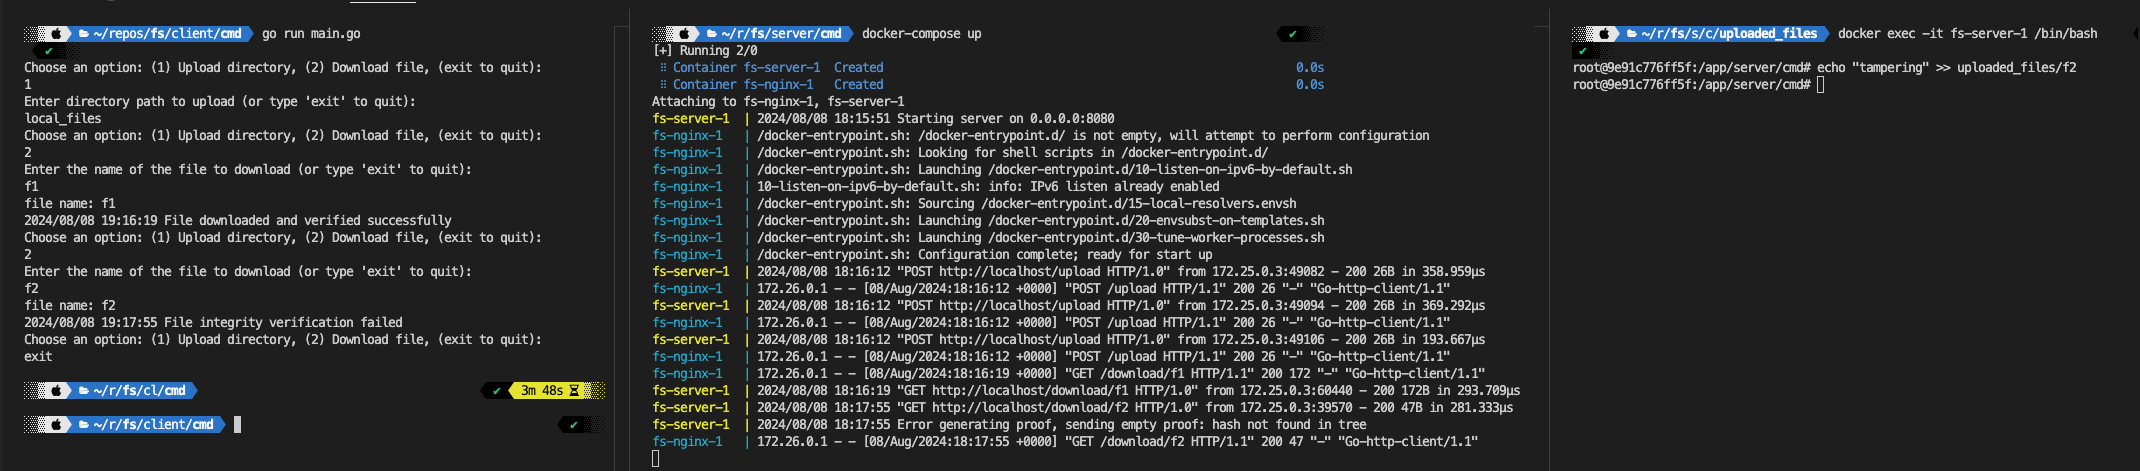 ~/repos/fs/client/cmd go run main.go
✔
Choose an option: (1) Upload directory, (2) Download file, (exit to quit):
1
Enter directory path to upload (or type 'exit' to quit):
local_files
Choose an option: (1) Upload directory, (2) Download file, (exit to quit):
2
Enter the name of the file to download (or type 'exit' to quit):
f1
file name: f1
2024/08/08 19:16:19 File downloaded and verified successfully
Choose an option: (1) Upload directory, (2) Download file, (exit to quit):
2
Enter the name of the file to download (or type 'exit' to quit):
f2
file name: f2
2024/08/08 19:17:55 File integrity verification failed
Choose an option: (1) Upload directory, (2) Download file, (exit to quit):
exit
~/r/fs/cl/cmd ✔ 3m 48s
~/r/fs/client/cmd ✔
~/r/fs/server/cmd docker-compose up ✔
[+] Running 2/0
⠿ Container fs-server-1 Created 0.0s
⠿ Container fs-nginx-1 Created 0.0s
Attaching to fs-nginx-1, fs-server-1
fs-server-1 | 2024/08/08 18:15:51 Starting server on 0.0.0.0:8080
fs-nginx-1 | /docker-entrypoint.sh: /docker-entrypoint.d/ is not empty, will attempt to perform configuration
fs-nginx-1 | /docker-entrypoint.sh: Looking for shell scripts in /docker-entrypoint.d/
fs-nginx-1 | /docker-entrypoint.sh: Launching /docker-entrypoint.d/10-listen-on-ipv6-by-default.sh
fs-nginx-1 | 10-listen-on-ipv6-by-default.sh: info: IPv6 listen already enabled
fs-nginx-1 | /docker-entrypoint.sh: Sourcing /docker-entrypoint.d/15-local-resolvers.envsh
fs-nginx-1 | /docker-entrypoint.sh: Launching /docker-entrypoint.d/20-envsubst-on-templates.sh
fs-nginx-1 | /docker-entrypoint.sh: Launching /docker-entrypoint.d/30-tune-worker-processes.sh
fs-nginx-1 | /docker-entrypoint.sh: Configuration complete; ready for start up
fs-server-1 | 2024/08/08 18:16:12 "POST http://localhost/upload HTTP/1.0" from 172.25.0.3:49082 - 200 26B in 358.959µs
fs-nginx-1 | 172.26.0.1 - - [08/Aug/2024:18:16:12 +0000] "POST /upload HTTP/1.1" 200 26 "-" "Go-http-client/1.1"
fs-server-1 | 2024/08/08 18:16:12 "POST http://localhost/upload HTTP/1.0" from 172.25.0.3:49094 - 200 26B in 369.292µs
fs-nginx-1 | 172.26.0.1 - - [08/Aug/2024:18:16:12 +0000] "POST /upload HTTP/1.1" 200 26 "-" "Go-http-client/1.1"
fs-server-1 | 2024/08/08 18:16:12 "POST http://localhost/upload HTTP/1.0" from 172.25.0.3:49106 - 200 26B in 193.667µs
fs-nginx-1 | 172.26.0.1 - - [08/Aug/2024:18:16:12 +0000] "POST /upload HTTP/1.1" 200 26 "-" "Go-http-client/1.1"
fs-nginx-1 | 172.26.0.1 - - [08/Aug/2024:18:16:19 +0000] "GET /download/f1 HTTP/1.1" 200 172 "-" "Go-http-client/1.1"
fs-server-1 | 2024/08/08 18:16:19 "GET http://localhost/download/f1 HTTP/1.0" from 172.25.0.3:60440 - 200 172B in 293.709µs
fs-server-1 | 2024/08/08 18:17:55 "GET http://localhost/download/f2 HTTP/1.0" from 172.25.0.3:39570 - 200 47B in 281.333µs
fs-server-1 | 2024/08/08 18:17:55 Error generating proof, sending empty proof: hash not found in tree
fs-nginx-1 | 172.26.0.1 - - [08/Aug/2024:18:17:55 +0000] "GET /download/f2 HTTP/1.1" 200 47 "-" "Go-http-client/1.1"
~/r/fs/s/c/uploaded_files docker exec -it fs-server-1 /bin/bash
✔
root@9e91c776ff5f:/app/server/cmd# echo "tampering" >> uploaded_files/f2
root@9e91c776ff5f:/app/server/cmd#